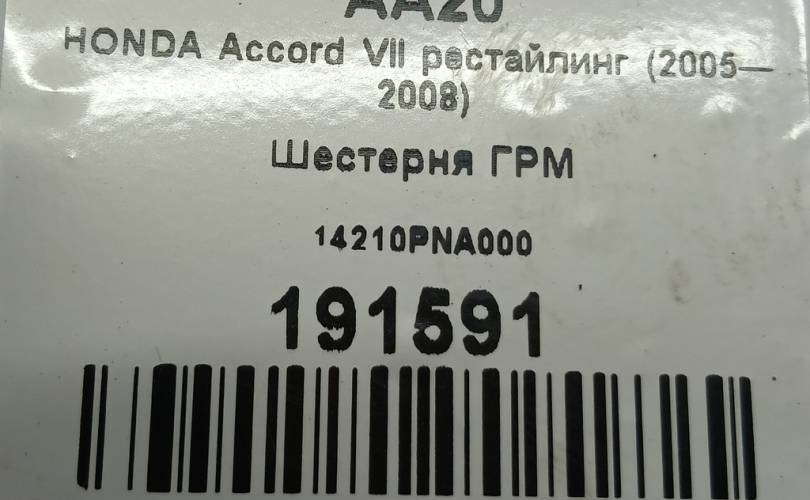 AA20
HONDA Accord VII рестайлинг (2005—
2008)
Шестерня ГРМ
14210PNA000
191591